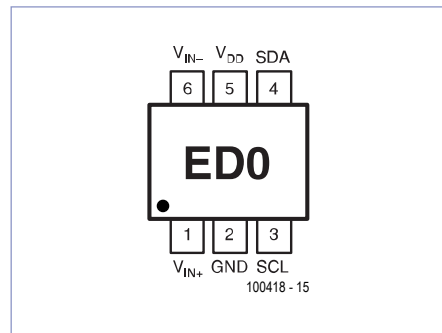 VIN– VDD SDA
6 5 4
ED0
1 2 3
VIN+ GND SCL
100418 - 15